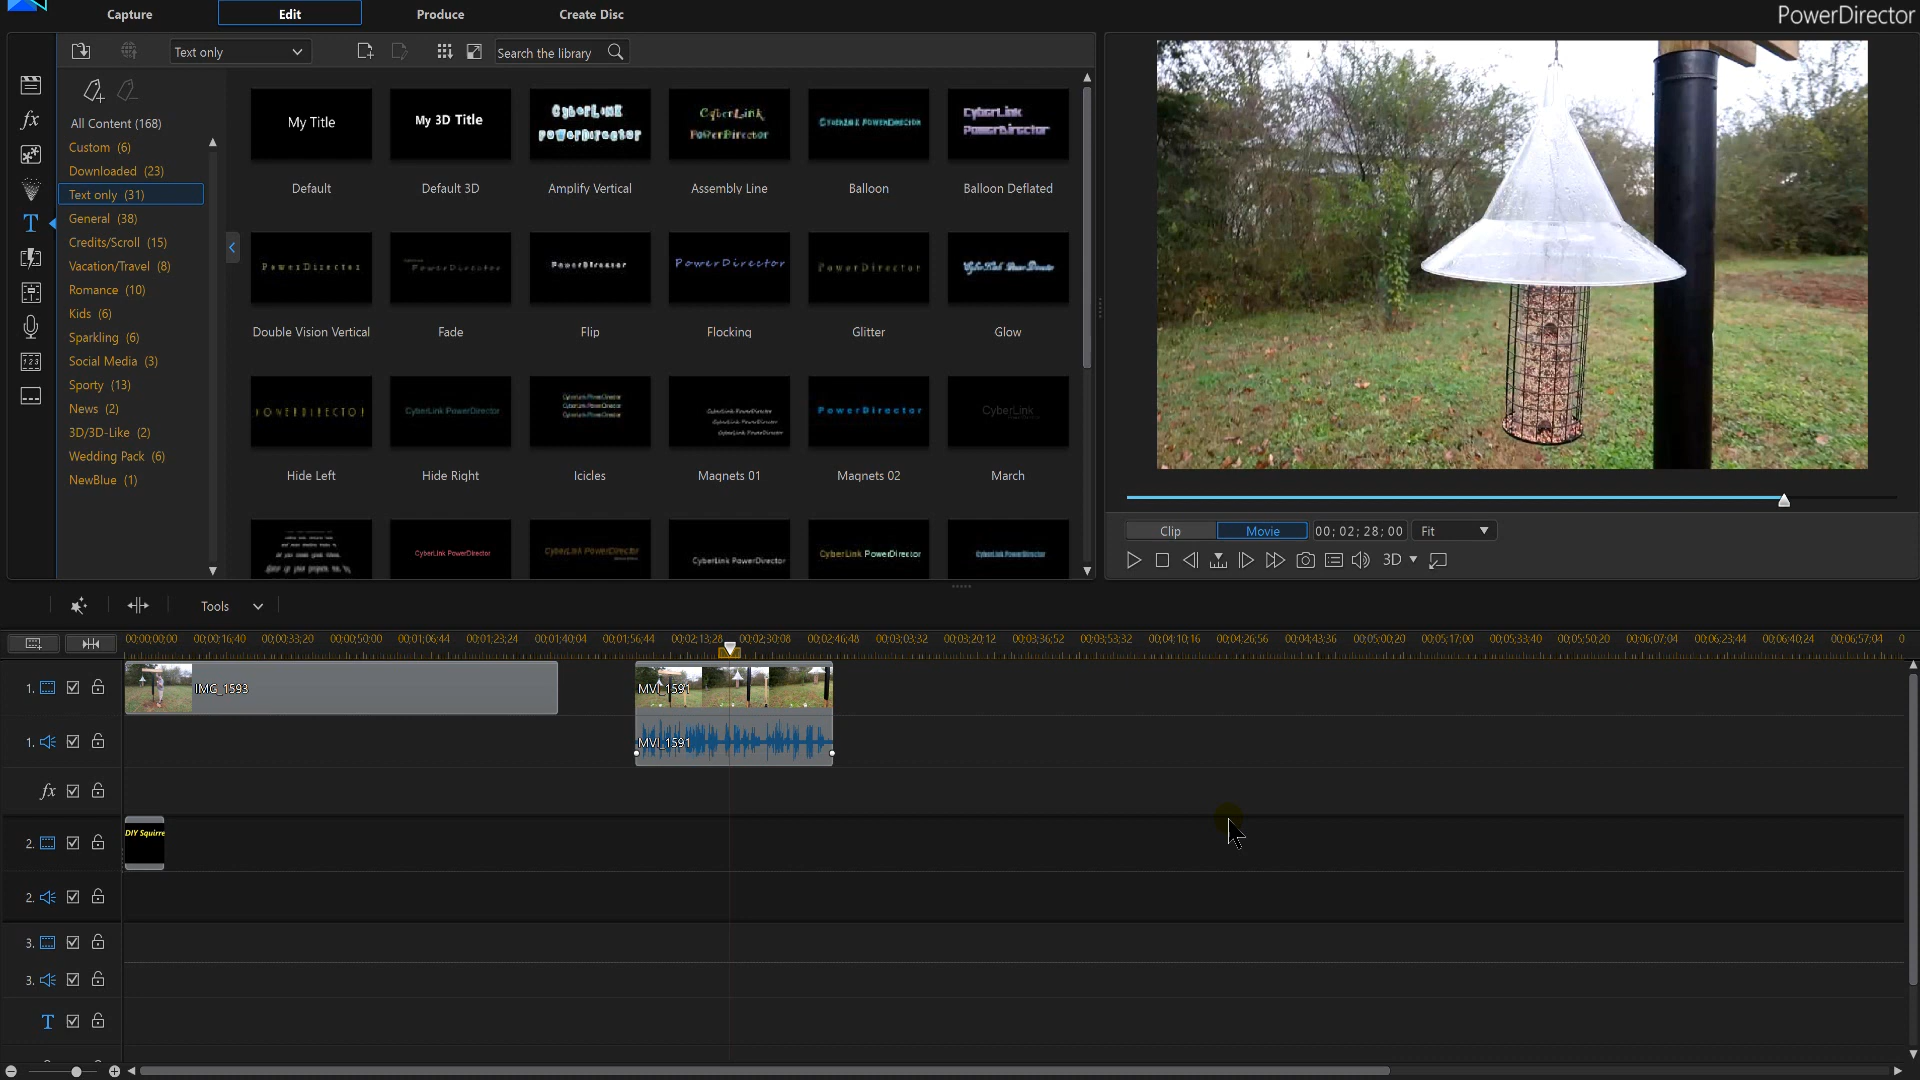 Capture Edit Produce Create Disc PowerDirector
Text only Search the library
All Content (168)
Custom (6)
Downloaded (23)
Text only (31)
General (38)
Credits/Scroll (15)
Vacation/Travel (8)
Romance (10)
Kids (6)
Sparkling (6)
Social Media (3)
Sporty (13)
News (2)
3D/3D-Like (2)
Wedding Pack (6)
NewBlue (1)
My Title My 3D Title CyberLink PowerDirector CyberLink PowerDirector CYBERLINK POWERDIRECTOR CyberLink PowerDirector
Default Default 3D Amplify Vertical Assembly Line Balloon Balloon Deflated
PowerDirector PowerDirector PowerDirector PowerDirector PowerDirector CyberLink PowerDirector
Double Vision Vertical Fade Flip Flocking Glitter Glow
POWERDIRECTOR CyberLink PowerDirector CyberLink PowerDirector CyberLink PowerDirector PowerDirector CyberLink
CyberLink PowerDirector CyberLink PowerDirector
CyberLink PowerDirector CyberLink PowerDirector
Hide Left Hide Right Icicles Magnets 01 Magnets 02 March
CyberLink PowerDirector CyberLink PowerDirector CyberLink PowerDirector CyberLink PowerDirector CyberLink PowerDirector
Clip Movie 00; 02; 28; 00 Fit
3D
Tools
00;00;00;00 00;00;16;40 00;00;33;20 00;00;50;00 00;01;06;44 00;01;23;24 00;01;40;04 00;01;56;44 00;02;13;28 00;02;30;08 00;02;46;48 00;03;03;32 00;03;20;12 00;03;36;52 00;03;53;32 00;04;10;16 00;04;26;56 00;04;43;36 00;05;00;20 00;05;17;00 00;05;33;40 00;05;50;20 00;06;07;04 00;06;23;44 00;06;40;24 00;06;57;04 0
1. IMG_1593 MVI_1591
1. MVI_1591
fx
2. DIY Squirre
2.
3.
3.
T